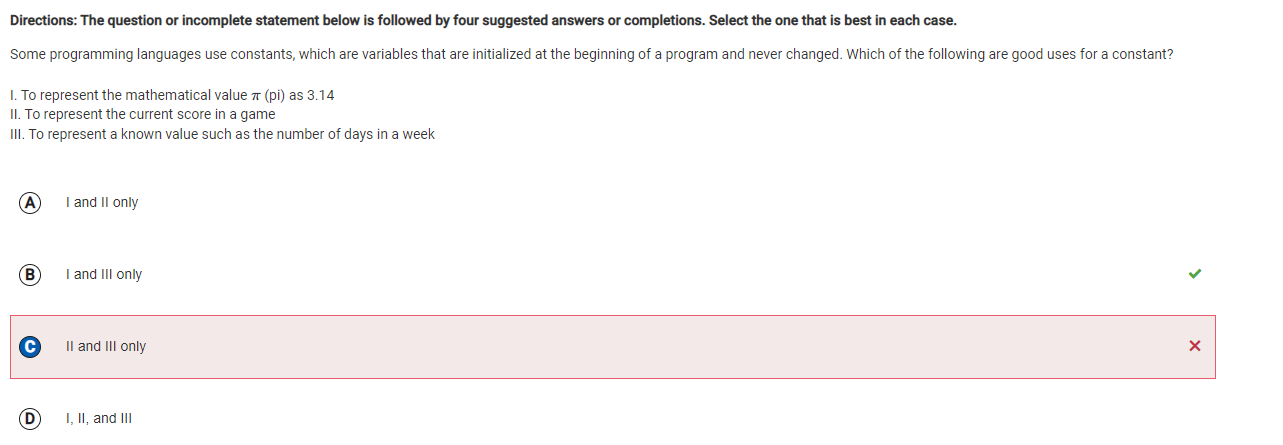 Directions: The question or incomplete statement below is followed by four suggested answers or completions. Select the one that is best in each case.
Some programming languages use constants, which are variables that are initialized at the beginning of a program and never changed. Which of the following are good uses for a constant?
I. To represent the mathematical value π (pi) as 3.14
II. To represent the current score in a game
III. To represent a known value such as the number of days in a week
A I and II only
B I and III only
C II and III only
D I, II, and III